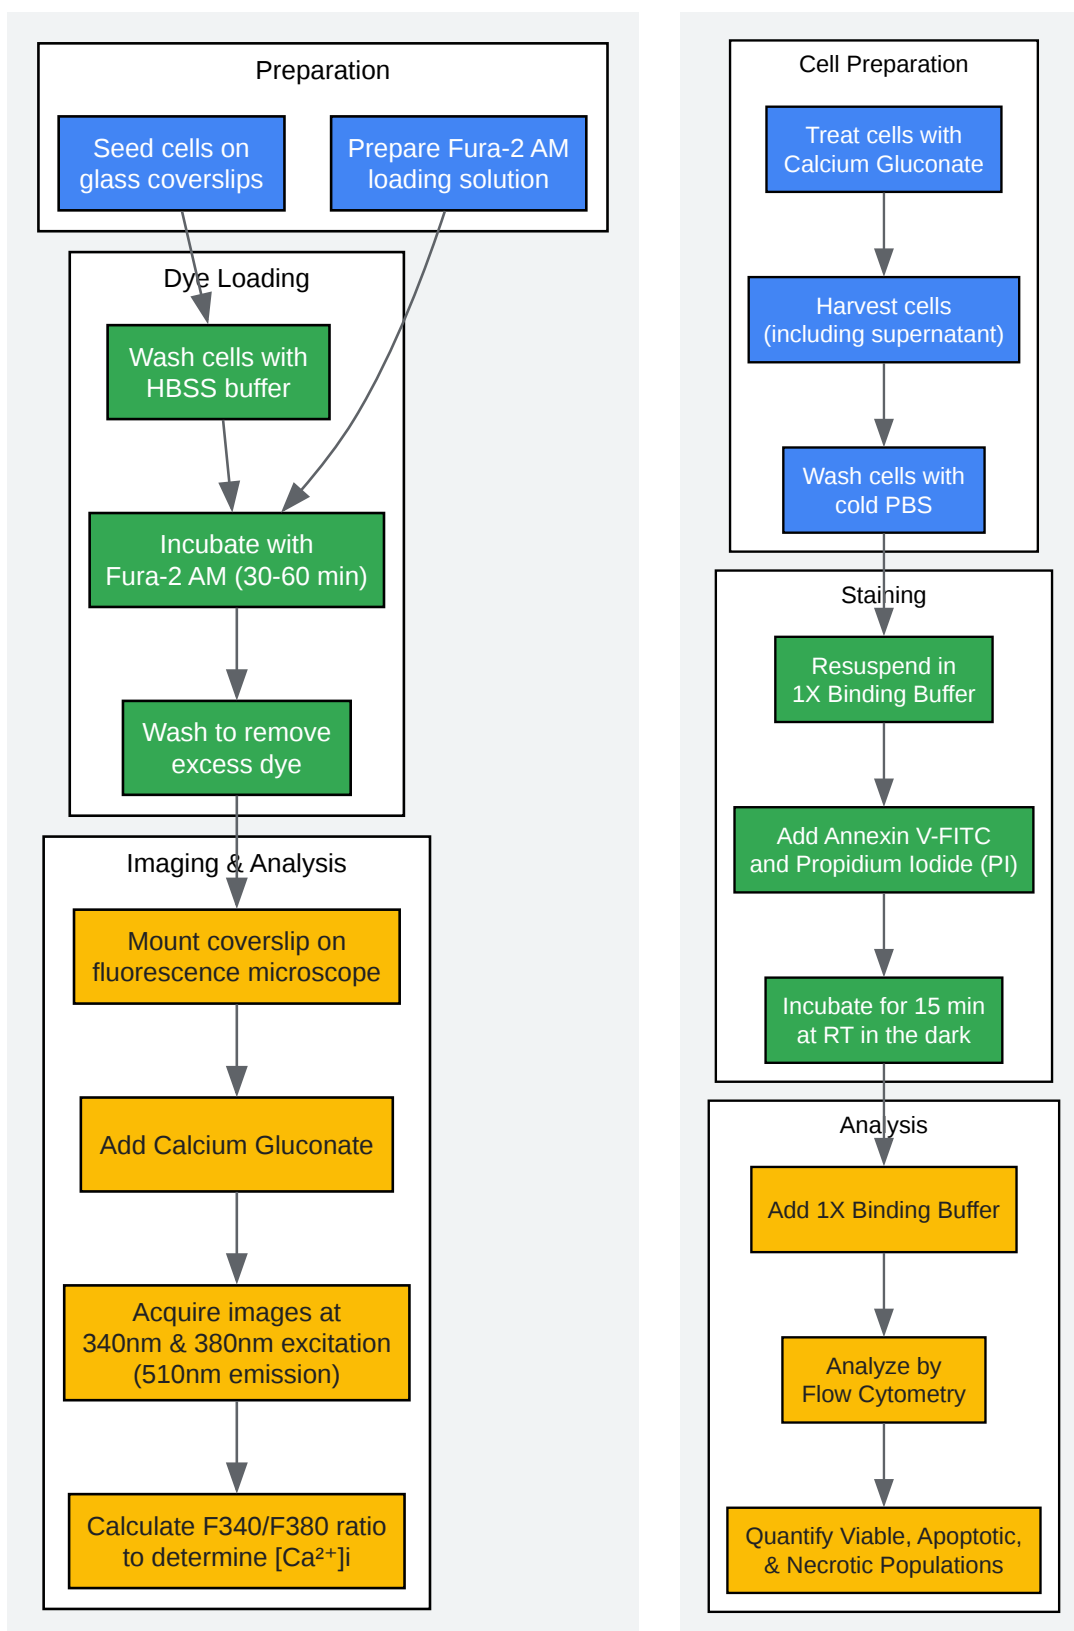 Preparation
Seed cells on
glass coverslips
Prepare Fura-2 AM
loading solution
Dye Loading
Wash cells with
HBSS buffer
Incubate with
Fura-2 AM (30-60 min)
Wash to remove
excess dye
Imaging & Analysis
Mount coverslip on
fluorescence microscope
Add Calcium Gluconate
Acquire images at
340nm & 380nm excitation
(510nm emission)
Calculate F340/F380 ratio
to determine [Ca²⁺]i
Cell Preparation
Treat cells with
Calcium Gluconate
Harvest cells
(including supernatant)
Wash cells with
cold PBS
Staining
Resuspend in
1X Binding Buffer
Add Annexin V-FITC
and Propidium Iodide (PI)
Incubate for 15 min
at RT in the dark
Analysis
Add 1X Binding Buffer
Analyze by
Flow Cytometry
Quantify Viable, Apoptotic,
& Necrotic Populations